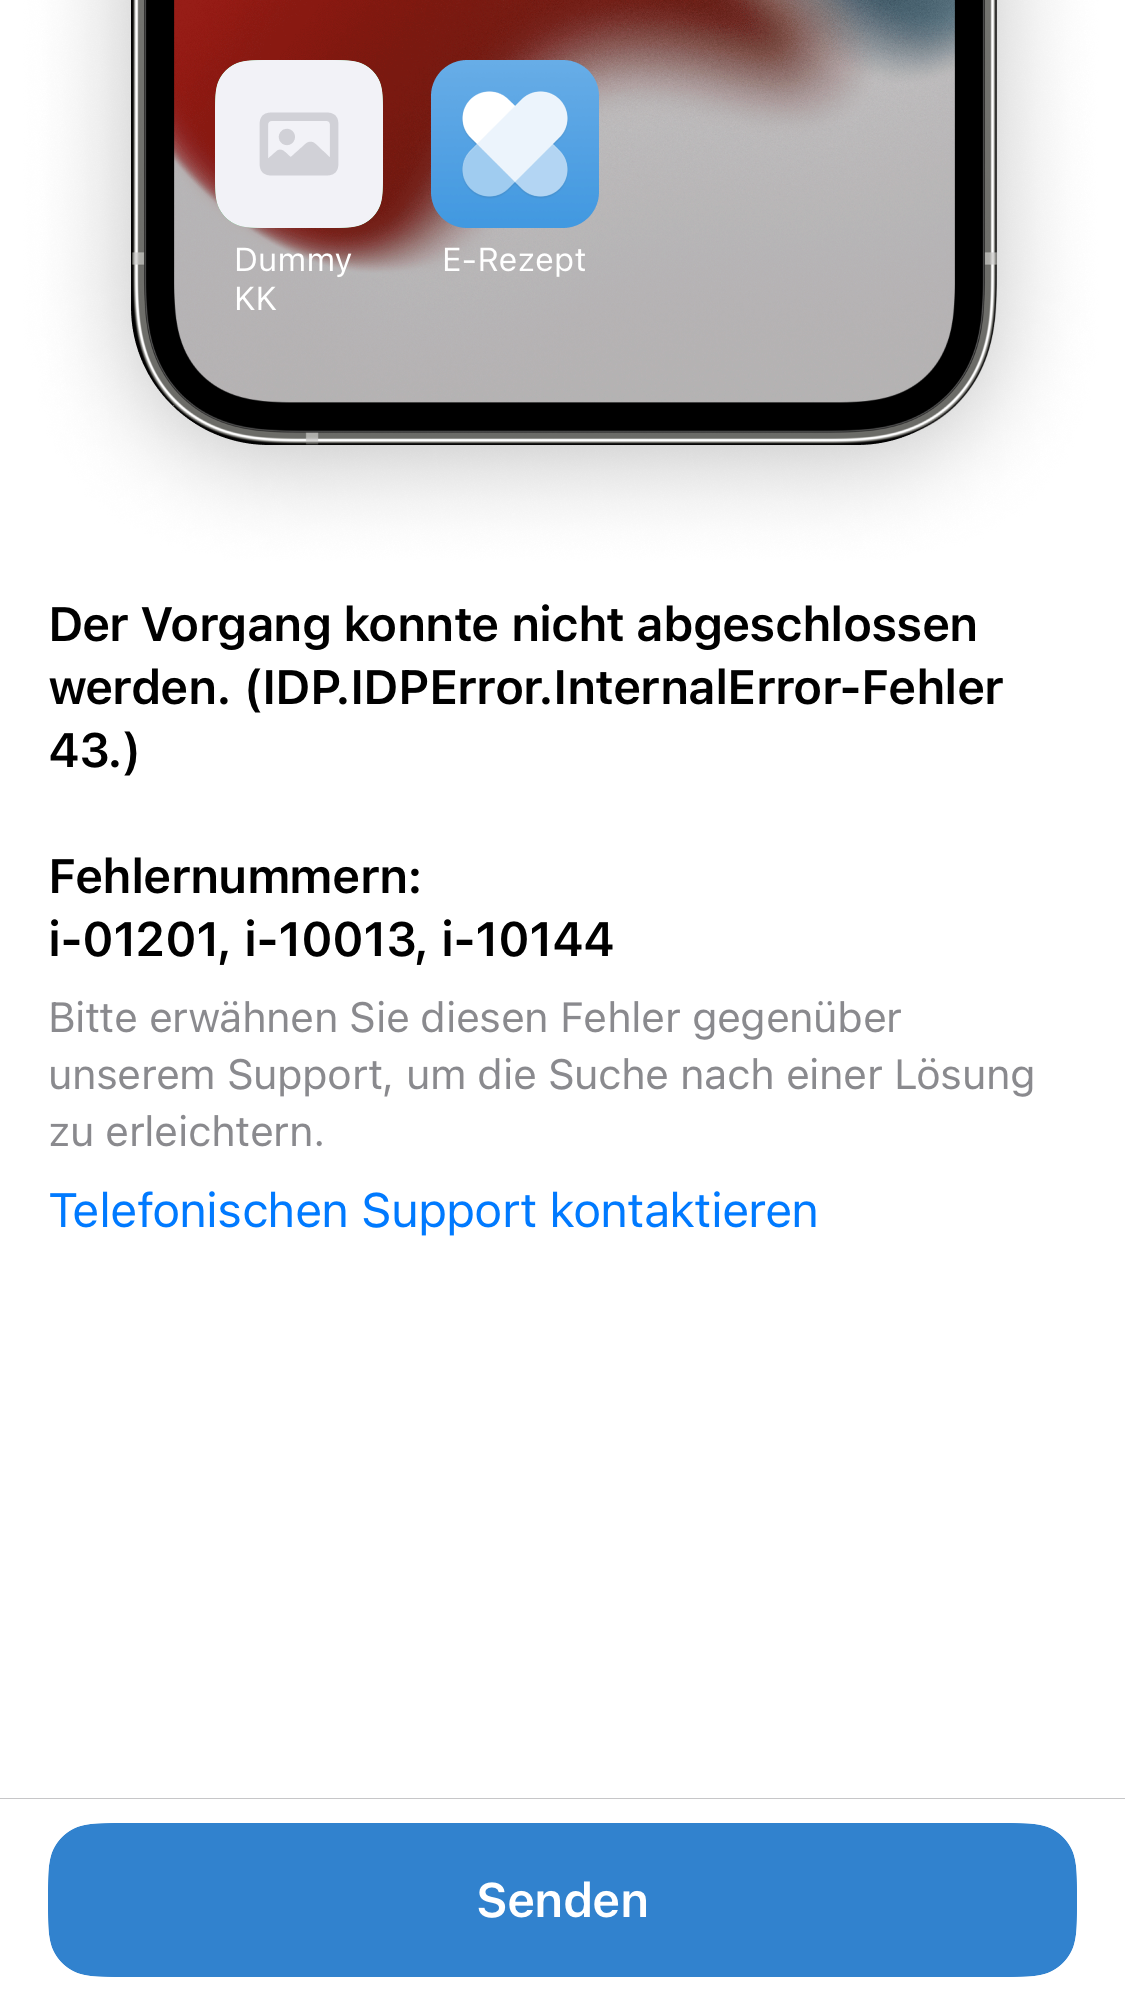 Dummy
KK
E-Rezept
Der Vorgang konnte nicht abgeschlossen
werden. (IDP.IDPError.InternalError-Fehler
43.)
Fehlernummern:
i-01201, i-10013, i-10144
Bitte erwähnen Sie diesen Fehler gegenüber
unserem Support, um die Suche nach einer Lösung
zu erleichtern.
Telefonischen Support kontaktieren
Senden